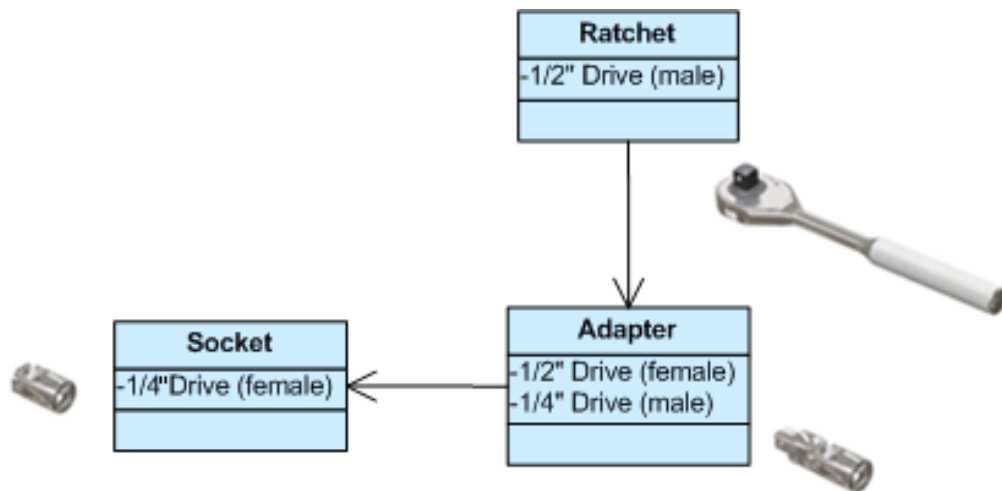 Ratchet
-1/2" Drive (male)
Adapter
-1/2" Drive (female)
-1/4" Drive (male)
Socket
-1/4"Drive (female)